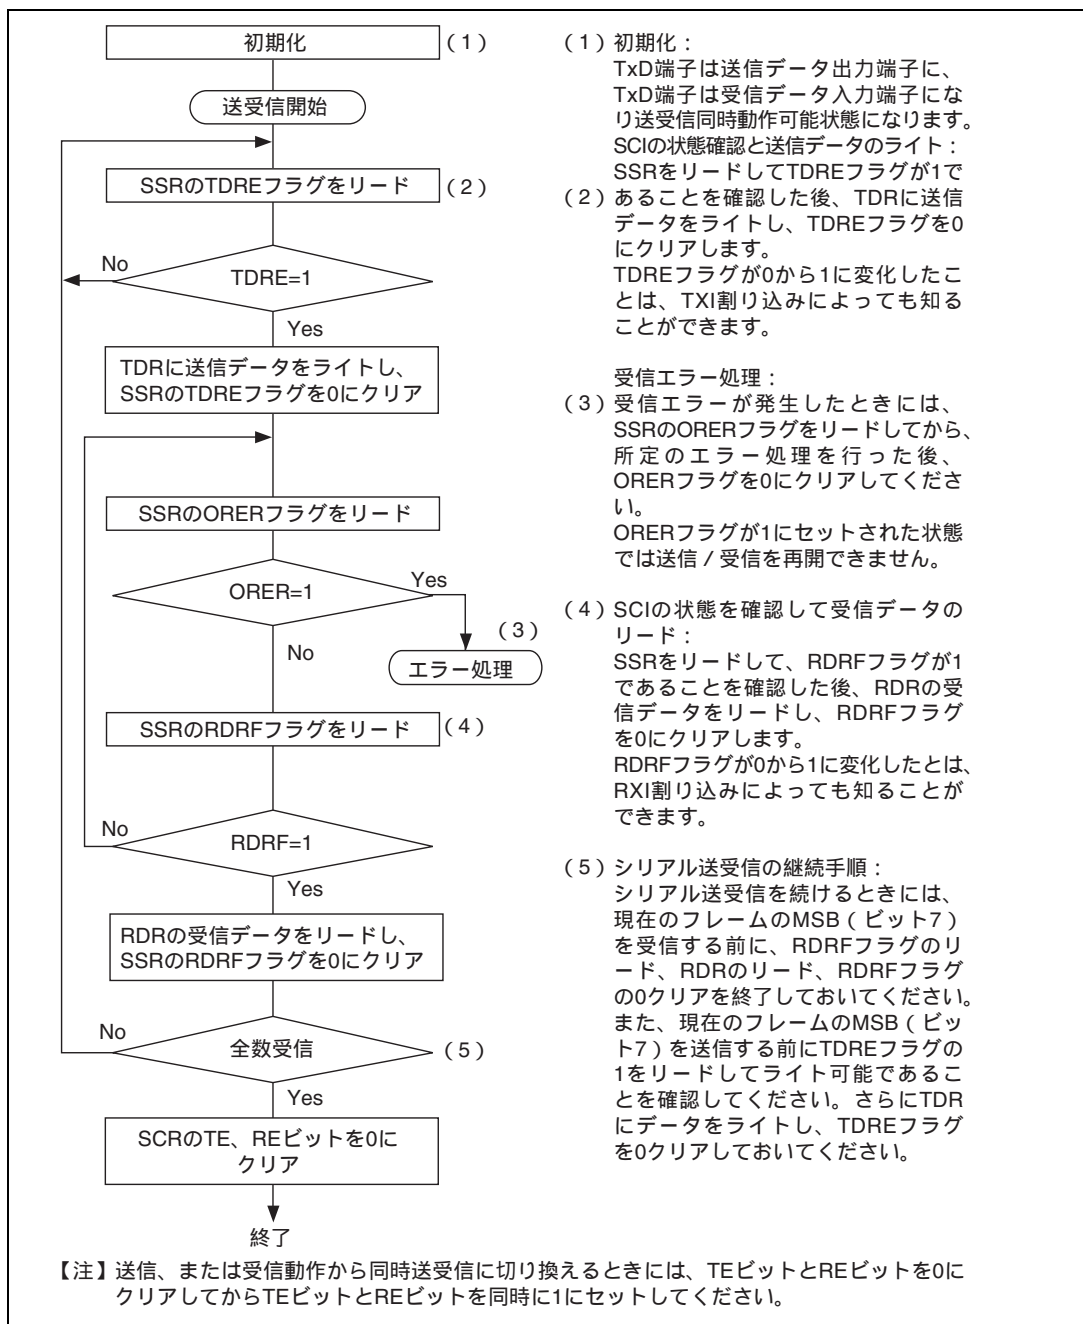 初期化
(1)
送受信開始
SSRのTDREフラグをリード
(2)
No
TDRE=1
Yes
TDRに送信データをライトし、
SSRのTDREフラグを0にクリア
SSRのORERフラグをリード
ORER=1
Yes
No
(3)
エラー処理
SSRのRDRFフラグをリード
(4)
No
RDRF=1
Yes
RDRの受信データをリードし、
SSRのRDRFフラグを0にクリア
No
全数受信
(5)
Yes
SCRのTE、REビットを0に
クリア
終了
(1)初期化:
TxD端子は送信データ出力端子に、
TxD端子は受信データ入力端子にな
り送受信同時動作可能状態になります。
SCIの状態確認と送信データのライト:
SSRをリードしてTDREフラグが1で
(2)あることを確認した後、TDRに送信
データをライトし、TDREフラグを0
にクリアします。
TDREフラグが0から1に変化したこ
とは、TXI割り込みによっても知る
ことができます。
受信エラー処理:
(3)受信エラーが発生したときには、
SSRのORERフラグをリードしてから、
所定のエラー処理を行った後、
ORERフラグを0にクリアしてくださ
い。
ORERフラグが1にセットされた状態
では送信/受信を再開できません。
(4)SCIの状態を確認して受信データの
リード:
SSRをリードして、RDRFフラグが1
であることを確認した後、RDRの受
信データをリードし、RDRFフラグ
を0にクリアします。
RDRFフラグが0から1に変化したとは、
RXI割り込みによっても知ることが
できます。
(5)シリアル送受信の継続手順:
シリアル送受信を続けるときには、
現在のフレームのMSB(ビット7)
を受信する前に、RDRFフラグのリ
ード、RDRのリード、RDRFフラグ
の0クリアを終了しておいてください。
また、現在のフレームのMSB(ビッ
ト7)を送信する前にTDREフラグの
1をリードしてライト可能であるこ
とを確認してください。さらにTDR
にデータをライトし、TDREフラグ
を0クリアしておいてください。
【注】送信、または受信動作から同時送受信に切り換えるときには、TEビットとREビットを0に
クリアしてからTEビットとREビットを同時に1にセットしてください。